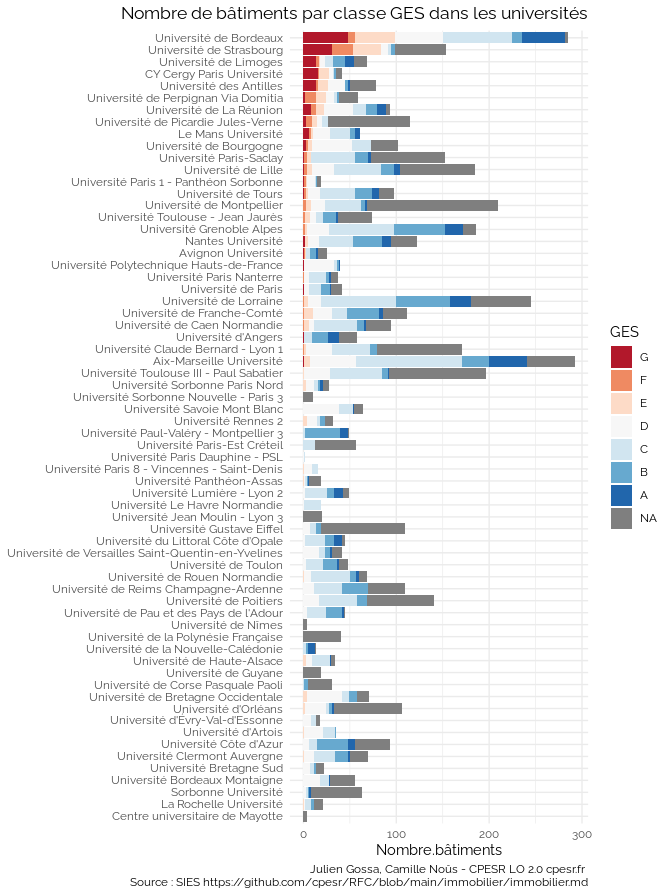 Nombre de bâtiments par classe GES dans les universités
Université de Bordeaux
Université de Strasbourg
Université de Limoges
CY Cergy Paris Université
Université des Antilles
Université de Perpignan Via Domitia
Université de La Réunion
Université de Picardie Jules-Verne
Le Mans Université
Université de Bourgogne
Université Paris-Saclay
Université de Lille
Université Paris 1 - Panthéon Sorbonne
Université de Tours
Université de Montpellier
Université Toulouse - Jean Jaurès
Université Grenoble Alpes
Nantes Université
Avignon Université
Université Polytechnique Hauts-de-France
Université Paris Nanterre
Université de Paris
Université de Lorraine
Université de Franche-Comté
Université de Caen Normandie
Université d'Angers
Université Claude Bernard - Lyon 1
Aix-Marseille Université
Université Toulouse III - Paul Sabatier
Université Sorbonne Paris Nord
Université Sorbonne Nouvelle - Paris 3
Université Savoie Mont Blanc
Université Rennes 2
Université Paul-Valéry - Montpellier 3
Université Paris-Est Créteil
Université Paris Dauphine - PSL
Université Paris 8 - Vincennes - Saint-Denis
Université Panthéon-Assas
Université Lumière - Lyon 2
Université Le Havre Normandie
Université Jean Moulin - Lyon 3
Université Gustave Eiffel
Université du Littoral Côte d'Opale
Université de Versailles Saint-Quentin-en-Yvelines
Université de Toulon
Université de Rouen Normandie
Université de Reims Champagne-Ardenne
Université de Poitiers
Université de Pau et des Pays de l'Adour
Université de Nîmes
Université de la Polynésie Française
Université de la Nouvelle-Calédonie
Université de Haute-Alsace
Université de Guyane
Université de Corse Pasquale Paoli
Université de Bretagne Occidentale
Université d'Orléans
Université d'Évry-Val-d'Essonne
Université d'Artois
Université Côte d'Azur
Université Clermont Auvergne
Université Bretagne Sud
Université Bordeaux Montaigne
Sorbonne Université
La Rochelle Université
Centre universitaire de Mayotte
0 100 200 300
Nombre.bâtiments
GES
G
F
E
D
C
B
A
NA
Julien Gossa, Camille Noûs - CPESR LO 2.0 cpesr.fr
Source : SIES https://github.com/cpesr/RFC/blob/main/immobilier/immobilier.md